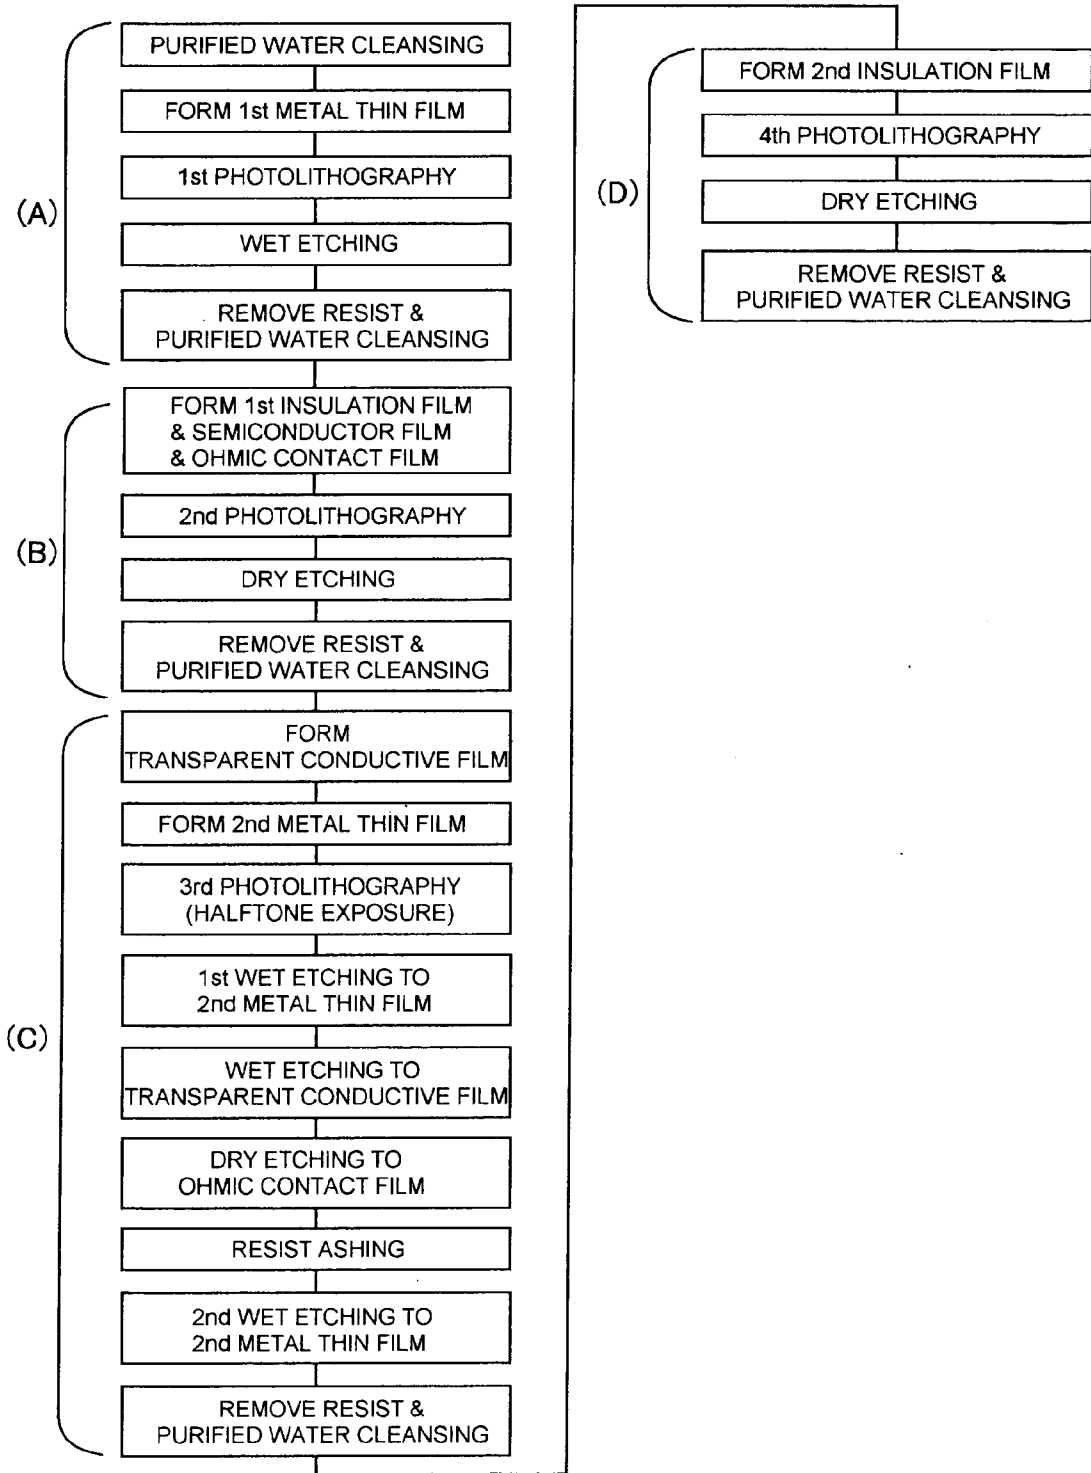 (A)
PURIFIED WATER CLEANSING
FORM 1st METAL THIN FILM
1st PHOTOLITHOGRAPHY
WET ETCHING
REMOVE RESIST &
PURIFIED WATER CLEANSING
(B)
FORM 1st INSULATION FILM
& SEMICONDUCTOR FILM
& OHMIC CONTACT FILM
2nd PHOTOLITHOGRAPHY
DRY ETCHING
REMOVE RESIST &
PURIFIED WATER CLEANSING
(C)
FORM
TRANSPARENT CONDUCTIVE FILM
FORM 2nd METAL THIN FILM
3rd PHOTOLITHOGRAPHY
(HALFTONE EXPOSURE)
1st WET ETCHING TO
2nd METAL THIN FILM
WET ETCHING TO
TRANSPARENT CONDUCTIVE FILM
DRY ETCHING TO
OHMIC CONTACT FILM
RESIST ASHING
2nd WET ETCHING TO
2nd METAL THIN FILM
REMOVE RESIST &
PURIFIED WATER CLEANSING
(D)
FORM 2nd INSULATION FILM
4th PHOTOLITHOGRAPHY
DRY ETCHING
REMOVE RESIST &
PURIFIED WATER CLEANSING